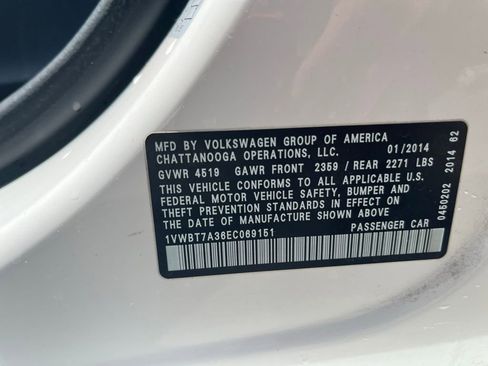 MFD BY VOLKSWAGEN GROUP OF AMERICA
CHATTANOOGA OPERATIONS, LLC. 01/2014
GVWR 4519 GAWR FRONT 2359 / REAR 2271 LBS
THIS VEHICLE CONFORMS TO ALL APPLICABLE U.S.
FEDERAL MOTOR VEHICLE SAFETY, BUMPER AND
THEFT PREVENTION STANDARDS IN EFFECT ON
THE DATE OF MANUFACTURE SHOWN ABOVE
1VWBT7A36EC069151 PASSENGER CAR
0450202 2014 62